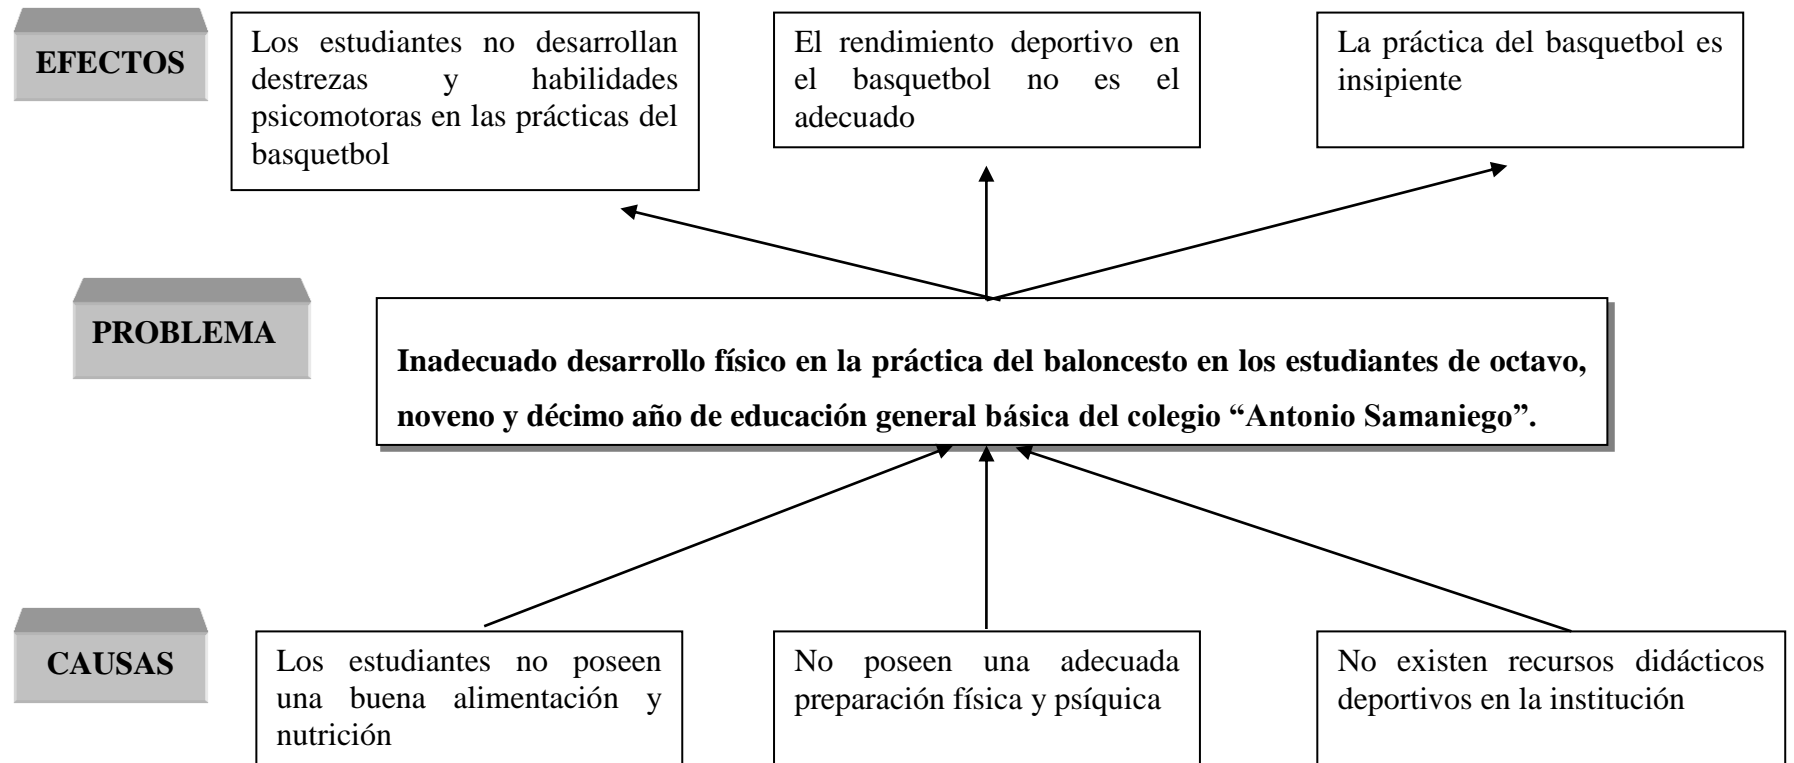 EFECTOS
Los estudiantes no desarrollan
destrezas y habilidades
psicomotoras en las prácticas del
basquetbol
El rendimiento deportivo en
el basquetbol no es el
adecuado
La práctica del basquetbol es
insipiente
PROBLEMA
Inadecuado desarrollo físico en la práctica del baloncesto en los estudiantes de octavo,
noveno y décimo año de educación general básica del colegio “Antonio Samaniego”.
CAUSAS
Los estudiantes no poseen
una buena alimentación y
nutrición
No poseen una adecuada
preparación física y psíquica
No existen recursos didácticos
deportivos en la institución